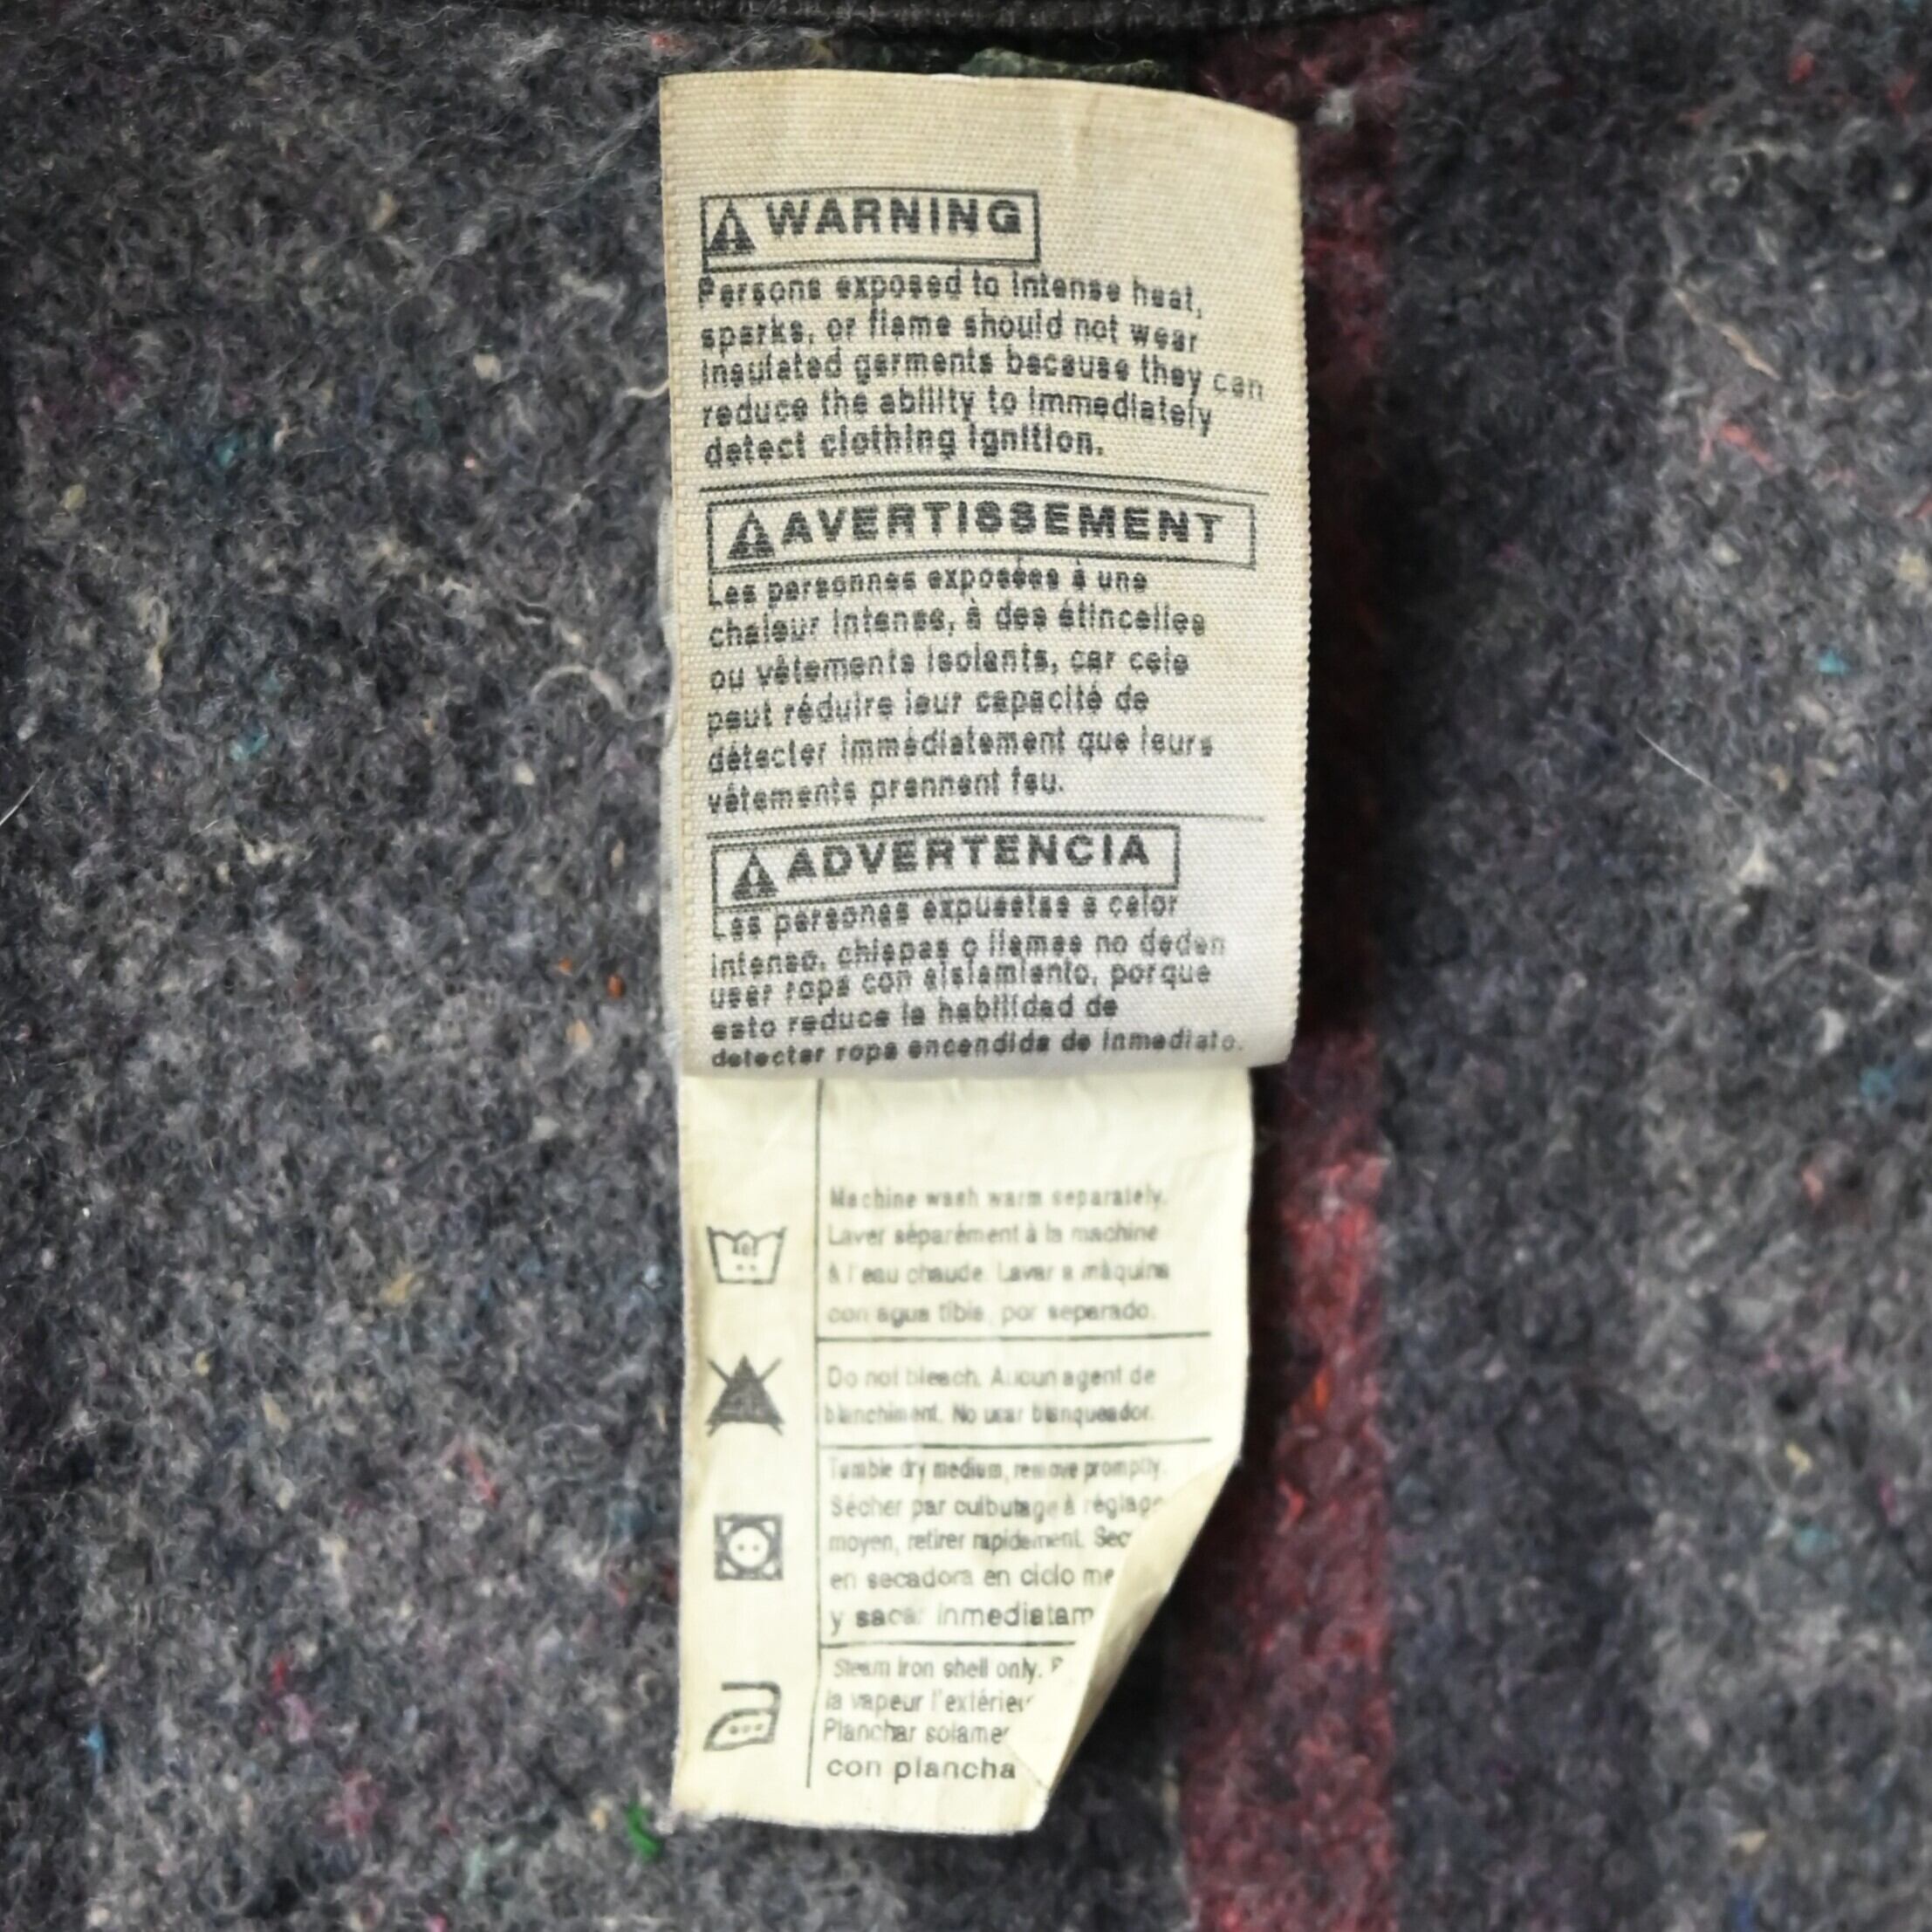 WARNING
Persons exposed to intense heat,
sparks, or flame should not wear
insulated garments because they can
reduce the ability to immediately
detect clothing ignition.
AVERTISSEMENT
Les personnes exposées à une
chaleur intense, à des étincelles
ou vêtements isolants, car cela
peut réduire leur capacité de
détecter immédiatement que leurs
vêtements prennent feu.
ADVERTENCIA
Las personas expuestas a calor
intenso, chispas o llamas no deden
usar ropa con aislamiento, porque
esto reduce la habilidad de
detectar ropa encendida de inmediato.
Machine wash warm separately.
Laver séparément à la machine
à l'eau chaude. Lavar a máquina
con agua tibia, por separado.
Do not bleach. Aucun agent de
blanchiment. No usar blanqueador.
Tumble dry medium, remove promptly.
Sécher par culbutage à réglage
moyen, retirer rapidement. Sec
en secadora en ciclo me
y sacar inmediatam
Steam iron shell only.
la vapeur l'extérieu
Planchar solamen
con plancha